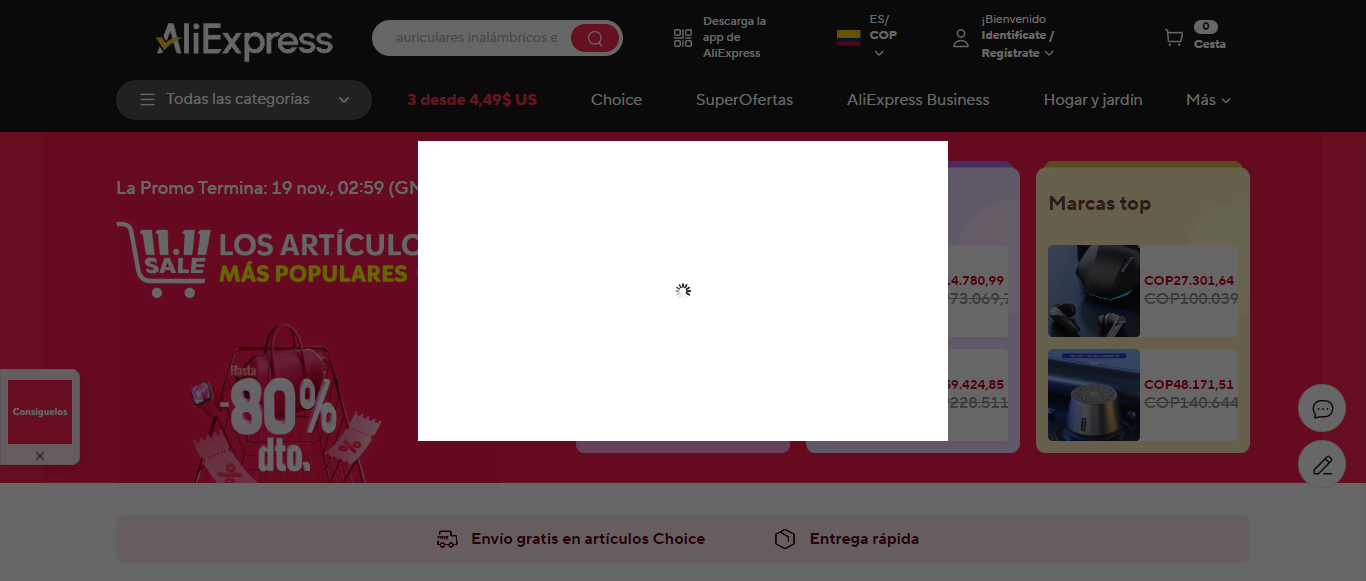 AliExpress
auriculares inalámbricos e
Descarga la
app de
AliExpress
ES/
COP
¡Bienvenido
Identifícate /
Regístrate
0
Cesta
Todas las categorías
3 desde 4,49$ US
Choice
SuperOfertas
AliExpress Business
Hogar y jardín
Más
La Promo Termina: 19 nov., 02:59 (GM
11.11
SALE
LOS ARTÍCULO
MÁS POPULARES
Hasta
-80%
dto.
Consíguelos
4.780,99
73.069,7
59.424,85
228.511
Marcas top
COP27.301,64
COP100.039
COP48.171,51
COP140.644
Envío gratis en artículos Choice
Entrega rápida